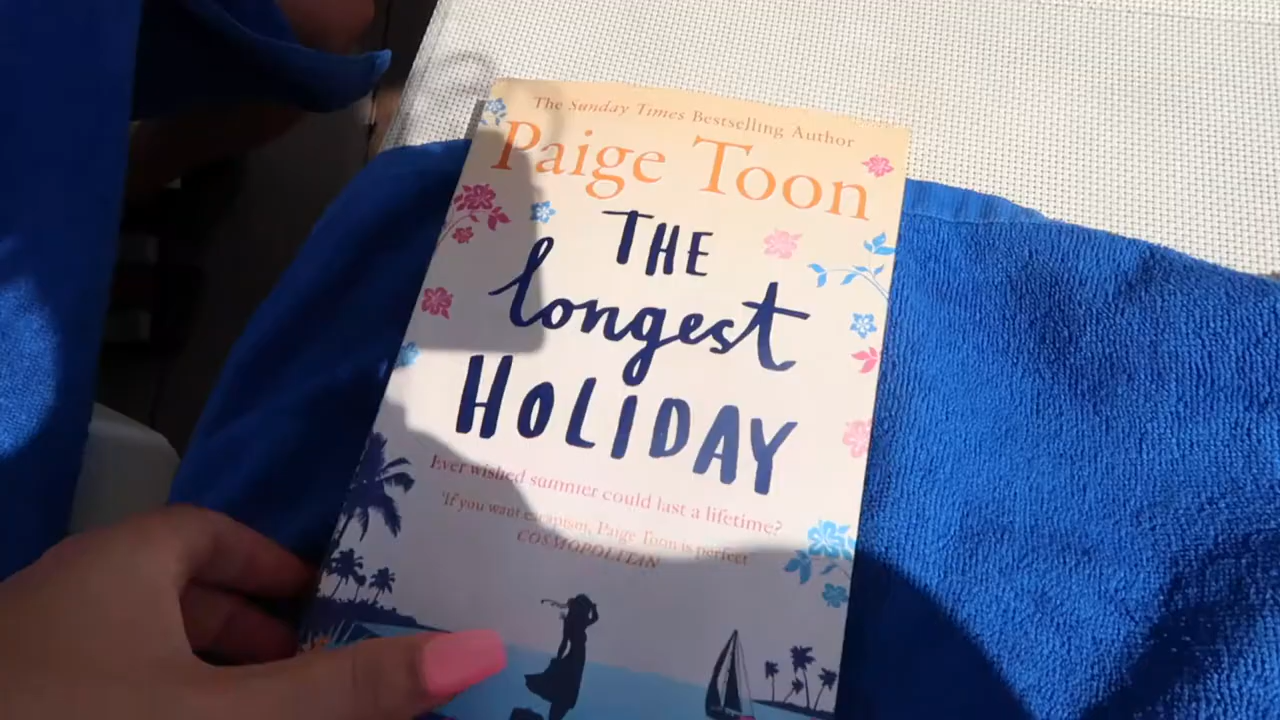 The Sunday Times Bestselling Author
Paige Toon
THE
longest
HOLIDAY
Ever wished summer could last a lifetime?
'If you want escapism, Paige Toon is perfect
COSMOPOLITAN